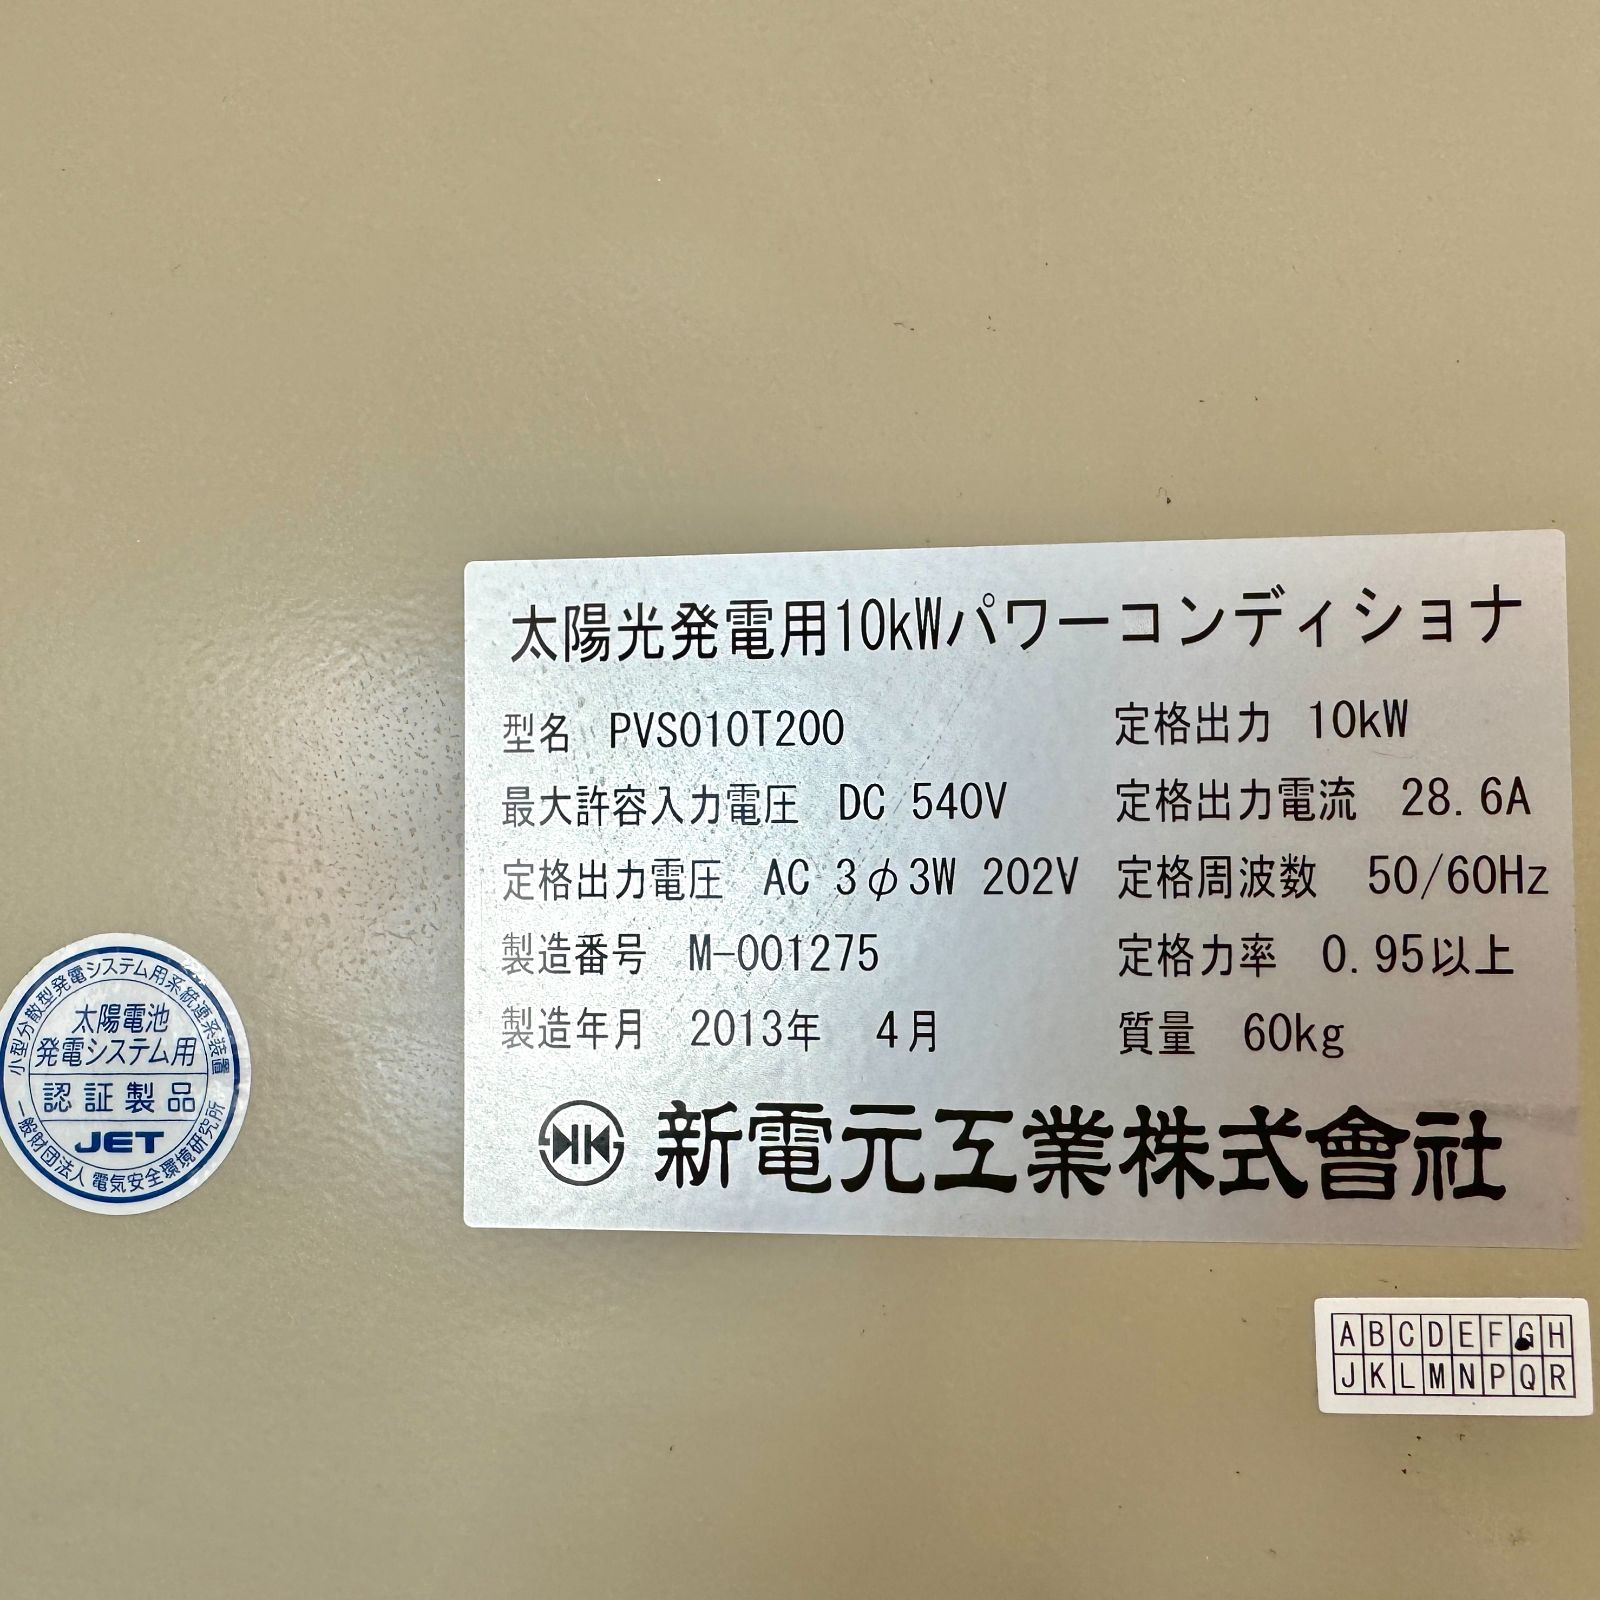 太陽光発電用10kWパワーコンディショナ
型名 PVS010T200 定格出力 10kW
最大許容入力電圧 DC 540V 定格出力電流 28.6A
定格出力電圧 AC 3φ3W 202V 定格周波数 50/60Hz
製造番号 M-001275 定格力率 0.95以上
製造年月 2013年 4月 質量 60kg
新電元工業株式會社
小型分散型発電システム用系統連系装置
太陽電池
発電システム用
認証製品
JET
一般財団法人 電気安全環境研究所
ABCDEFGH
JKLMNPQR